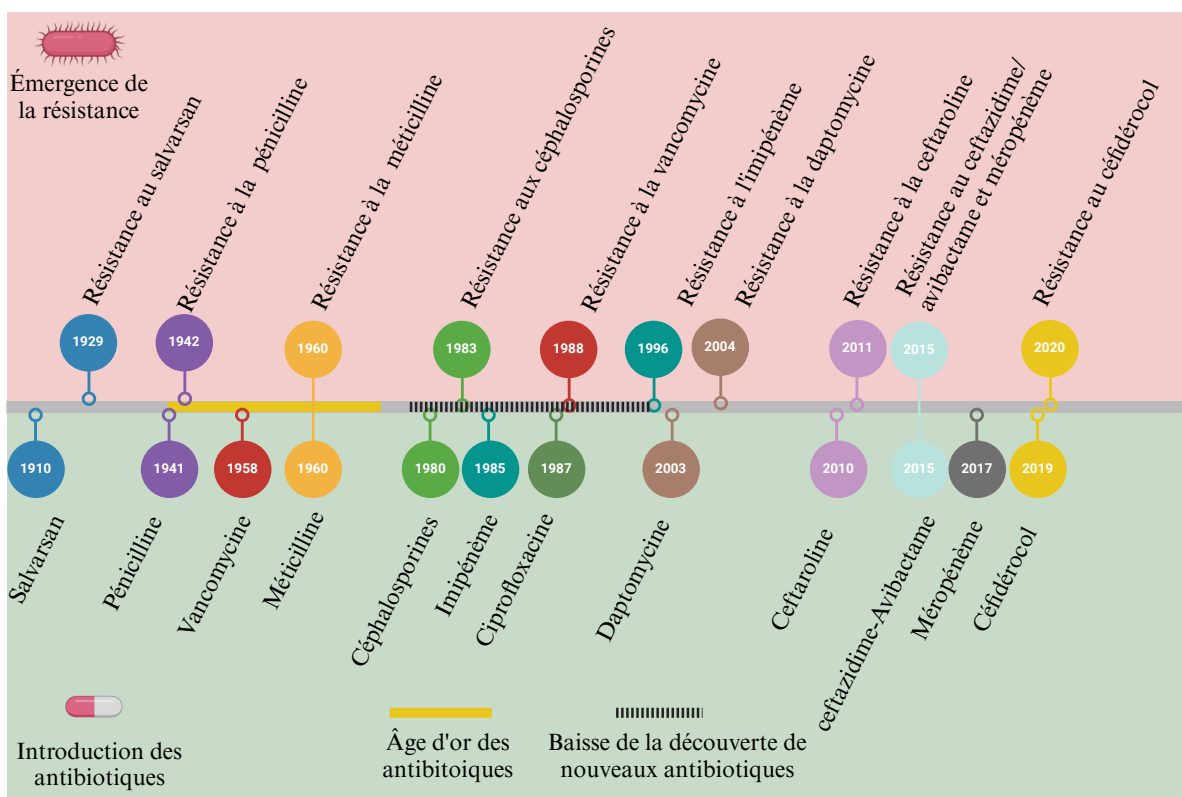 Émergence de
la résistance
Résistance au salvarsan
Résistance à la pénicilline
Résistance à la méticilline
Résistance aux céphalosporines
Résistance à la vancomycine
Résistance à l'imipénème
Résistance à la daptomycine
Résistance à la ceftaroline
Résistance au ceftazidime/
avibactame et méropénème
Résistance au céfidérocol
1929
1942
1960
1983
1988
1996
2004
2011
2015
2020
1910
1941
1958
1960
1980
1985
1987
2003
2010
2015
2017
2019
Salvarsan
Pénicilline
Vancomycine
Méticilline
Céphalosporines
Imipénème
Ciprofloxacine
Daptomycine
Ceftaroline
ceftazidime-Avibactame
Méropénème
Céfidérocol
Introduction des
antibiotiques
Âge d'or des
antibitoiques
Baisse de la découverte de
nouveaux antibiotiques